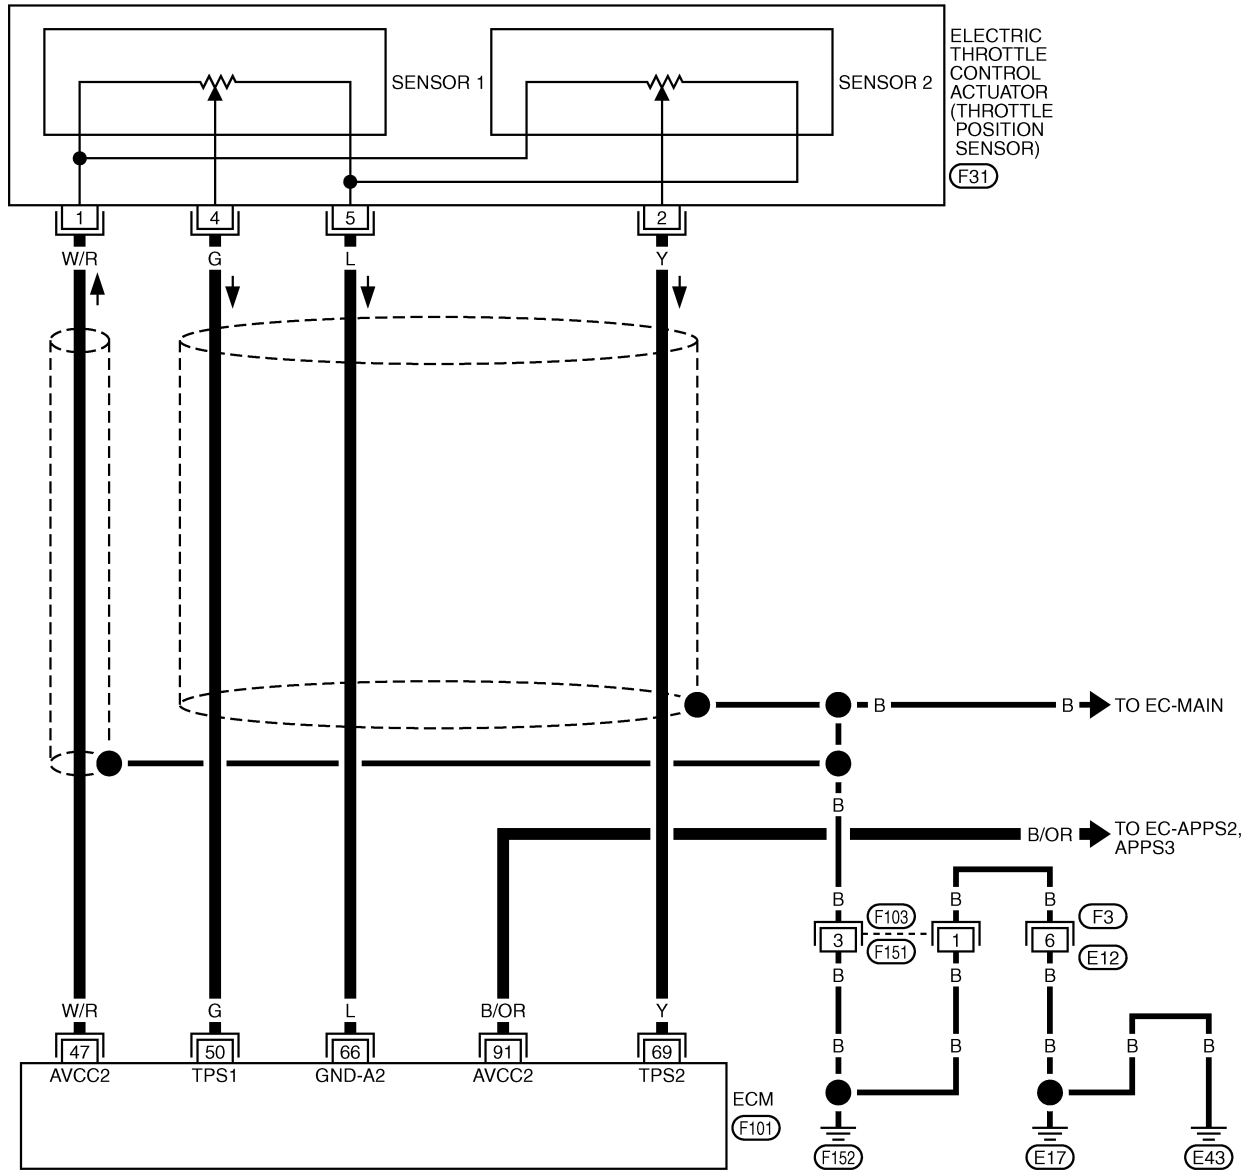 ELECTRIC
THROTTLE
CONTROL
ACTUATOR
(THROTTLE
POSITION
SENSOR)
F31
SENSOR 1
SENSOR 2
1
4
5
2
W/R
G
L
Y
B
B
TO EC-MAIN
B
B/OR
TO EC-APPS2,
APPS3
B
B
B
F103
F3
3
1
6
F151
E12
B
B
B
W/R
G
L
B/OR
Y
B
B
B
B
B
47
50
66
91
69
AVCC2
TPS1
GND-A2
AVCC2
TPS2
ECM
F101
F152
E17
E43